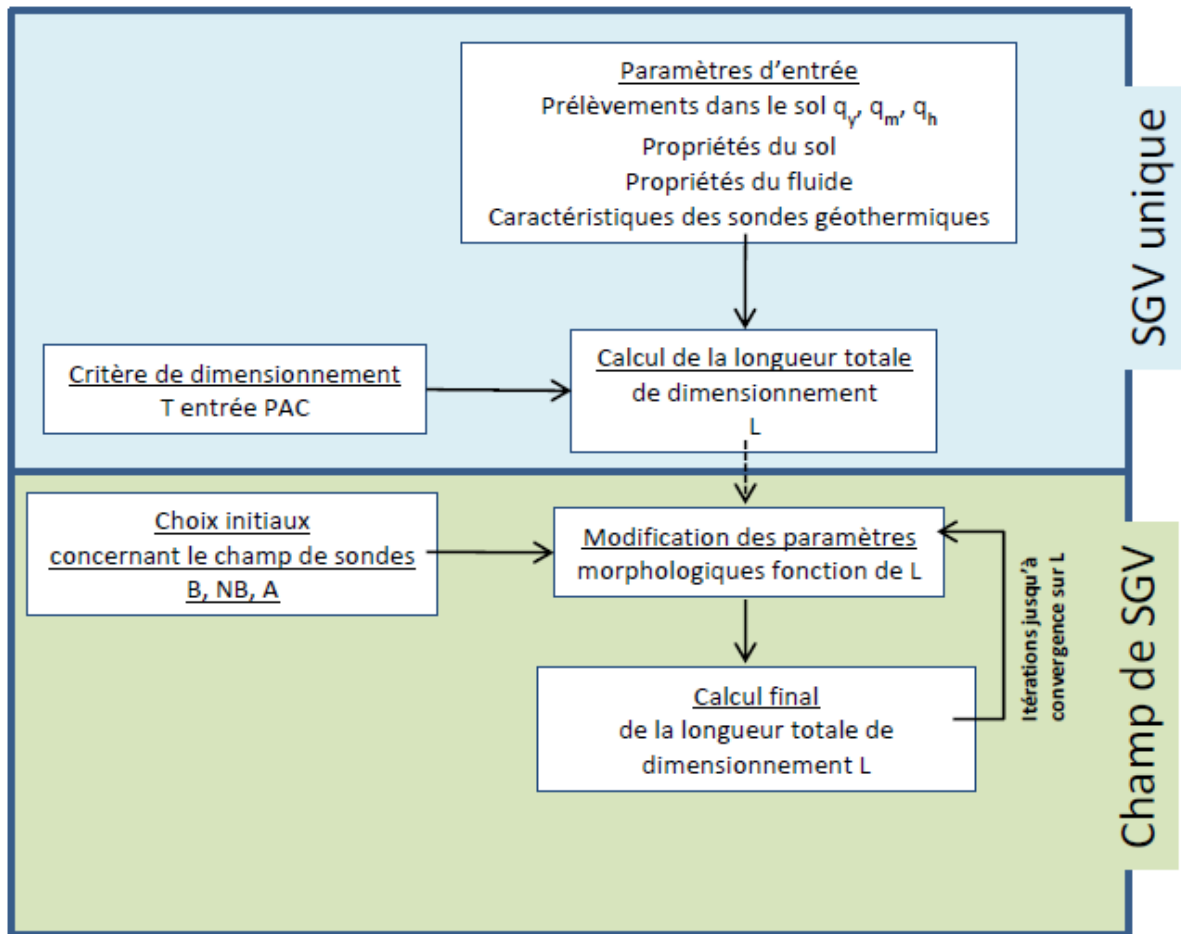 Paramètres d'entrée
Prélèvements dans le sol q_y, q_m, q_h
Propriétés du sol
Propriétés du fluide
Caractéristiques des sondes géothermiques
SGV unique
Critère de dimensionnement
T entrée PAC
Calcul de la longueur totale
de dimensionnement
L
Choix initiaux
concernant le champ de sondes
B, NB, A
Modification des paramètres
morphologiques fonction de L
Itérations jusqu'à
convergence sur L
Calcul final
de la longueur totale de
dimensionnement L
Champ de SGV